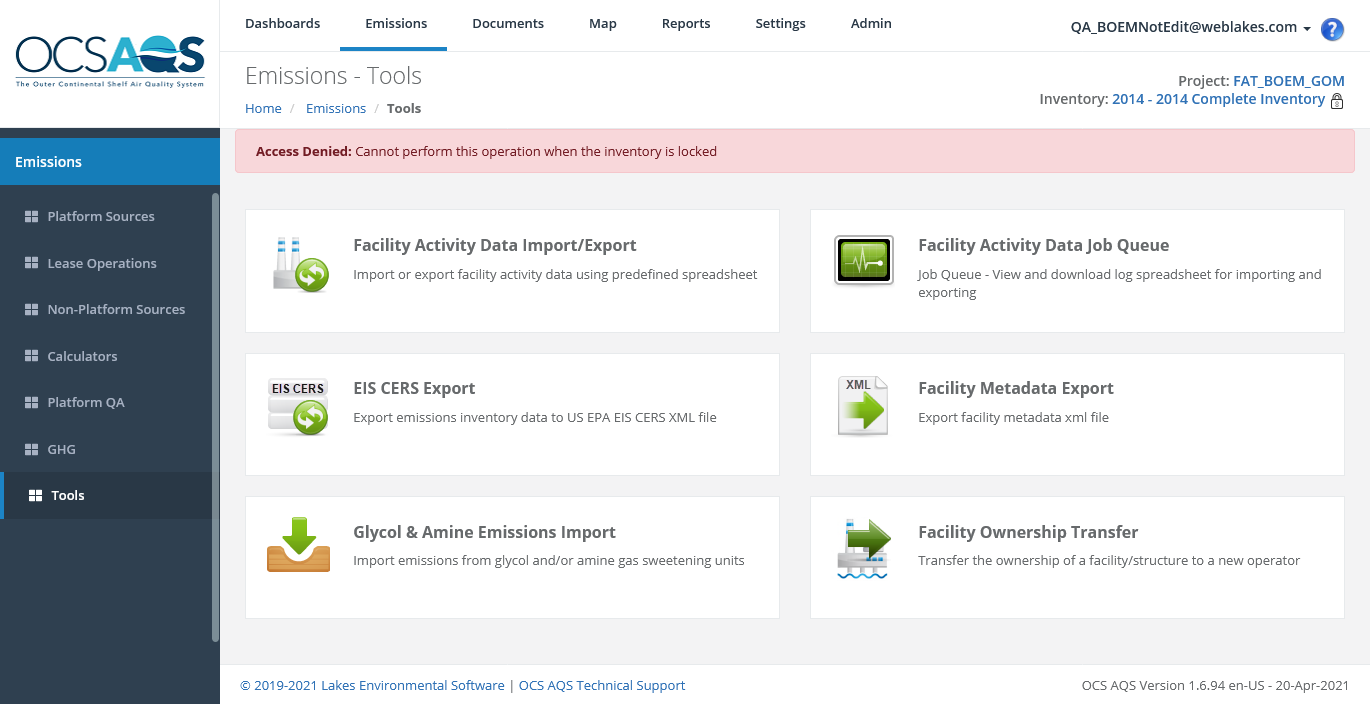 OCSAQS
The Outer Continental Shelf Air Quality System
Dashboards Emissions Documents Map Reports Settings Admin
QA_BOEMNotEdit@weblakes.com
?
Emissions - Tools
Home / Emissions / Tools
Project: FAT_BOEM_GOM
Inventory: 2014 - 2014 Complete Inventory
Access Denied: Cannot perform this operation when the inventory is locked
Emissions
Platform Sources
Lease Operations
Non-Platform Sources
Calculators
Platform QA
GHG
Tools
Facility Activity Data Import/Export
Import or export facility activity data using predefined spreadsheet
Facility Activity Data Job Queue
Job Queue - View and download log spreadsheet for importing and
exporting
EIS CERS
EIS CERS Export
Export emissions inventory data to US EPA EIS CERS XML file
XML
Facility Metadata Export
Export facility metadata xml file
Glycol & Amine Emissions Import
Import emissions from glycol and/or amine gas sweetening units
Facility Ownership Transfer
Transfer the ownership of a facility/structure to a new operator
© 2019-2021 Lakes Environmental Software | OCS AQS Technical Support
OCS AQS Version 1.6.94 en-US - 20-Apr-2021